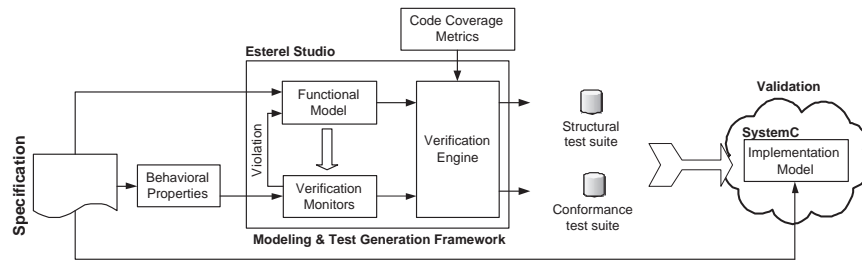 Code Coverage
Metrics
Esterel Studio
Functional
Model
Violation
Verification
Monitors
Verification
Engine
Specification
Behavioral
Properties
Modeling & Test Generation Framework
Structural
test suite
Conformance
test suite
Validation
SystemC
Implementation
Model